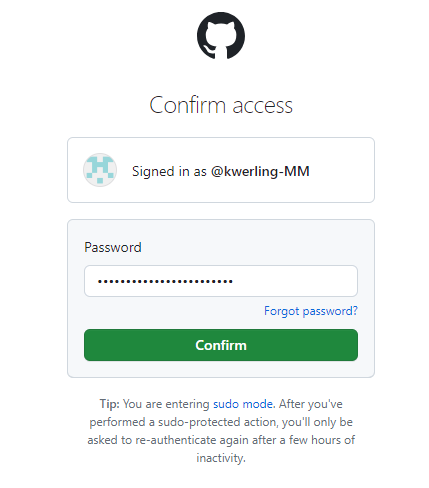 Confirm access
Signed in as @kwerling-MM
Password
••••••••••••••••••••••••
Forgot password?
Confirm
Tip: You are entering sudo mode. After you've
performed a sudo-protected action, you'll only be
asked to re-authenticate again after a few hours of
inactivity.